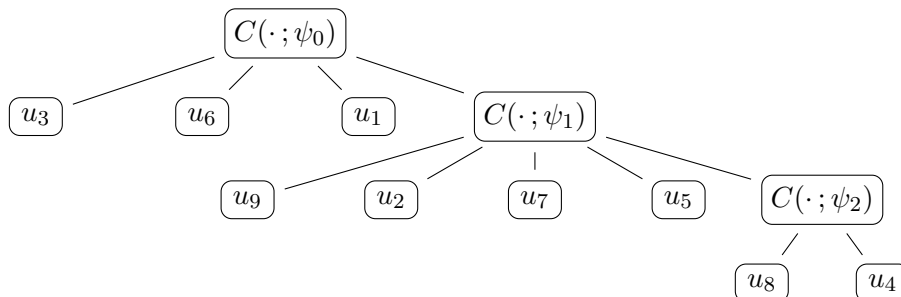 C(· ; ψ₀)
u₃ u₆ u₁ C(· ; ψ₁)
u₉ u₂ u₇ u₅ C(· ; ψ₂)
u₈ u₄